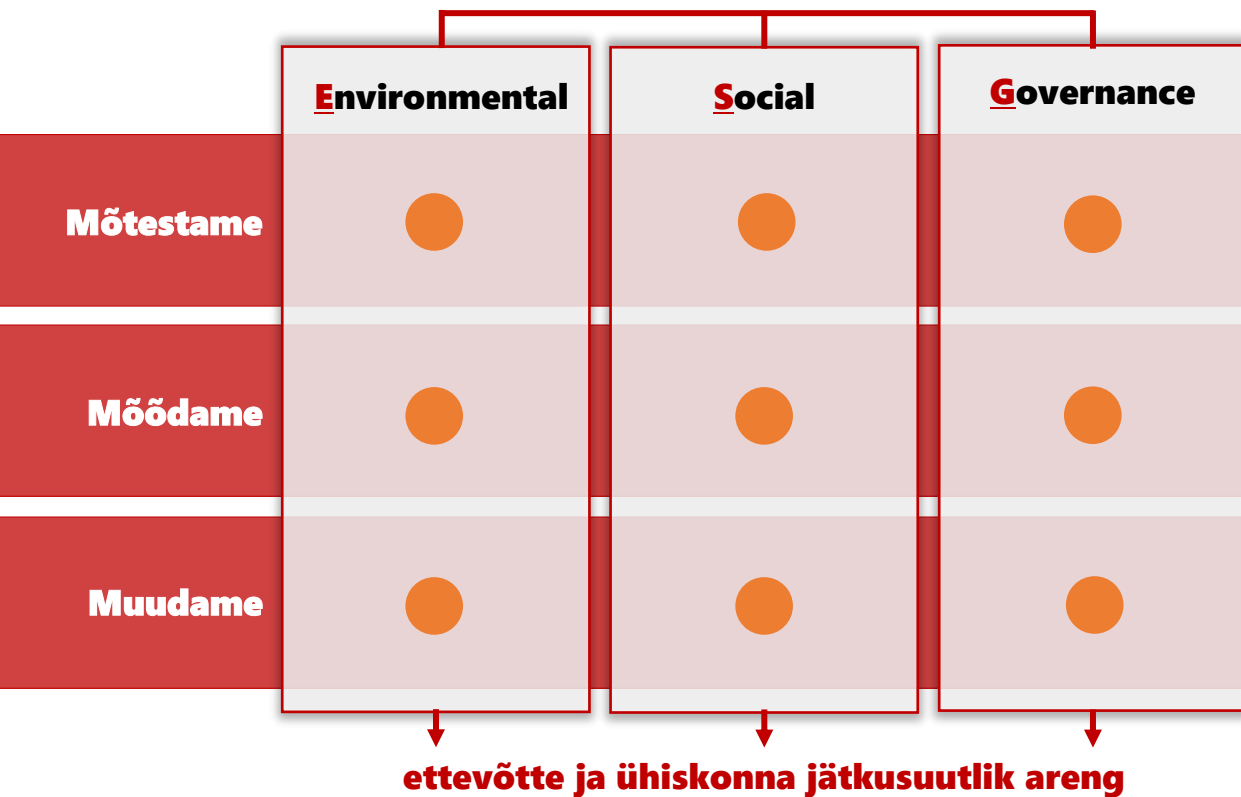 Environmental
Social
Governance
Mõtestame
Mõõdame
Muudame
ettevõtte ja ühiskonna jätkusuutlik areng